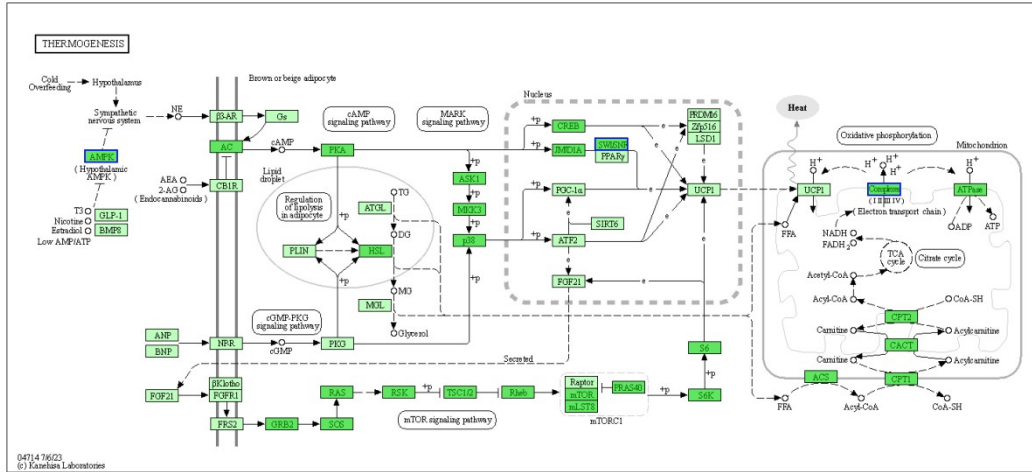 THERMOGENESIS
Cold
Overfeeding
Hypothalamus
Sympathetic
nervous system
NE
AMPK
( Hypothalamic
AMPK )
T3
Nicotine
Estradiol
Low AMP/ATP
GLP-1
BMP8
AEA
2-AG
( Endocannabinoids )
Brown or beige adipocyte
β3-AR
Gs
AC
cAMP
PKA
CB1R
cAMP
signaling pathway
MARK
signaling pathway
Lipid
droplet
Regulation
of lipolysis
in adipocyte
PLIN
HSL
ATGL
TG
DG
MG
MGL
Glycerol
+p
+p
ASK1
+p
MKK3
+p
p38
+p
cGMP-PKG
signaling pathway
ANP
BNP
NPR
cGMP
PKG
Secreted
FGF21
βKlotho
FGFR1
FRS2
GRB2
SOS
RAS
RSK
+p
TSC1/2
Rheb
mTOR signaling pathway
Raptor
mTOR
mLST8
PRAS40
mTORC1
+p
S6K
+p
S6
Nucleus
+p
CREB
+p
JMJD1A
SWI/SNF
PPARγ
PRDM16
Zfp516
LSD1
e
e
e
e
PGC-1α
+p
+p
ATF2
SIRT6
UCP1
e
e
e
FGF21
e
e
Heat
Oxidative phosphorylation
Mitochondrion
H+
H+
H+
H+
UCP1
Complexes
( I II III IV )
( Electron transport chain )
ATPase
ADP
ATP
FFA
NADH
FADH2
TCA
cycle
Citrate cycle
Acetyl-CoA
Acyl-CoA
CoA-SH
CPT2
Carnitine
Acylcarnitine
CACT
Carnitine
Acylcarnitine
ACS
CPT1
FFA
Acyl-CoA
CoA-SH
04714 7/6/23
(c) Kanehisa Laboratories